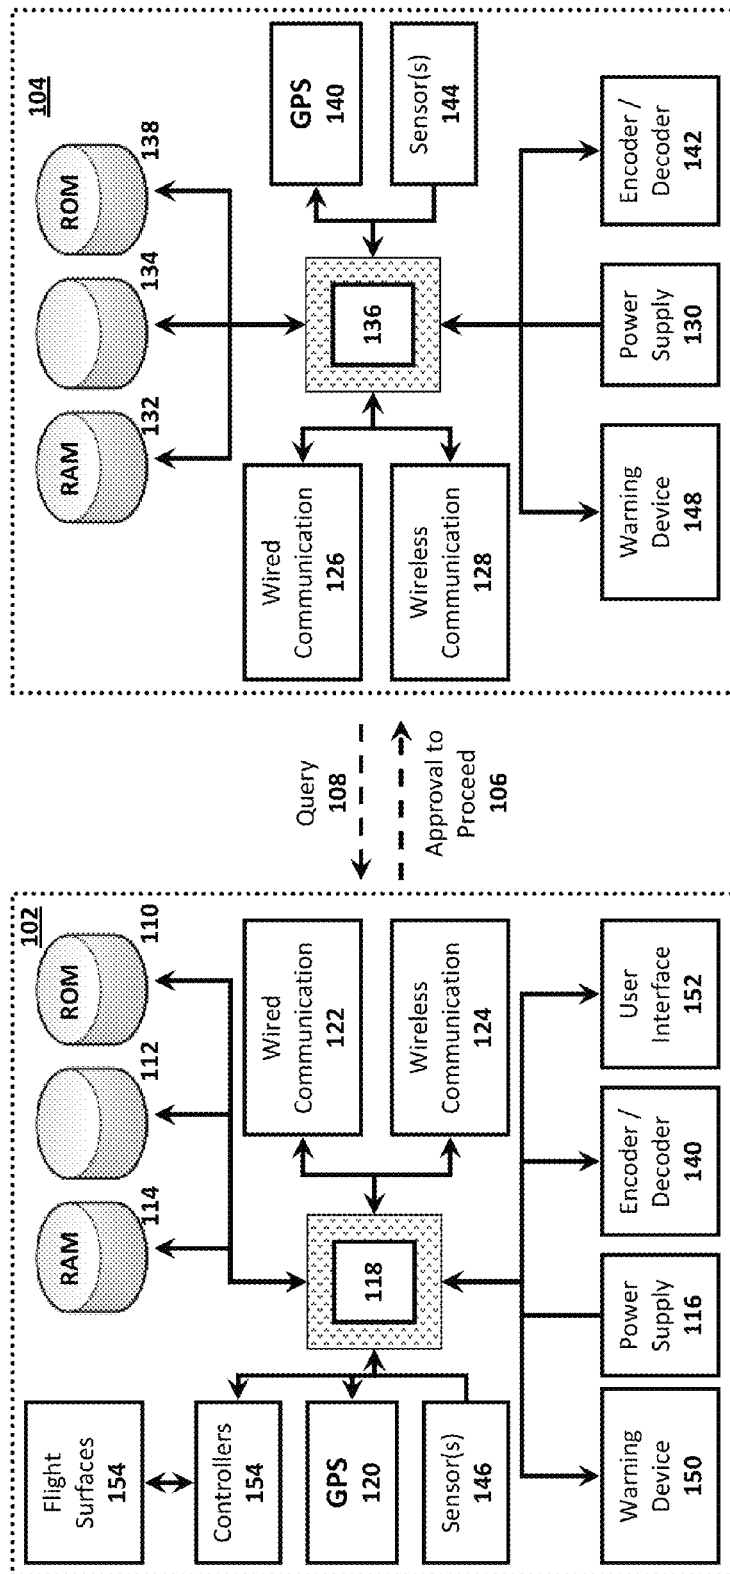 102
Flight
Surfaces
154
Controllers
154
GPS
120
Sensor(s)
146
RAM
114
112
ROM
110
118
Wired
Communication
122
Wireless
Communication
124
Warning
Device
150
Power
Supply
116
Encoder /
Decoder
140
User
Interface
152
Query
108
Approval to
Proceed
106
104
RAM
132
134
ROM
138
Wired
Communication
126
Wireless
Communication
128
136
GPS
140
Sensor(s)
144
Warning
Device
148
Power
Supply
130
Encoder /
Decoder
142